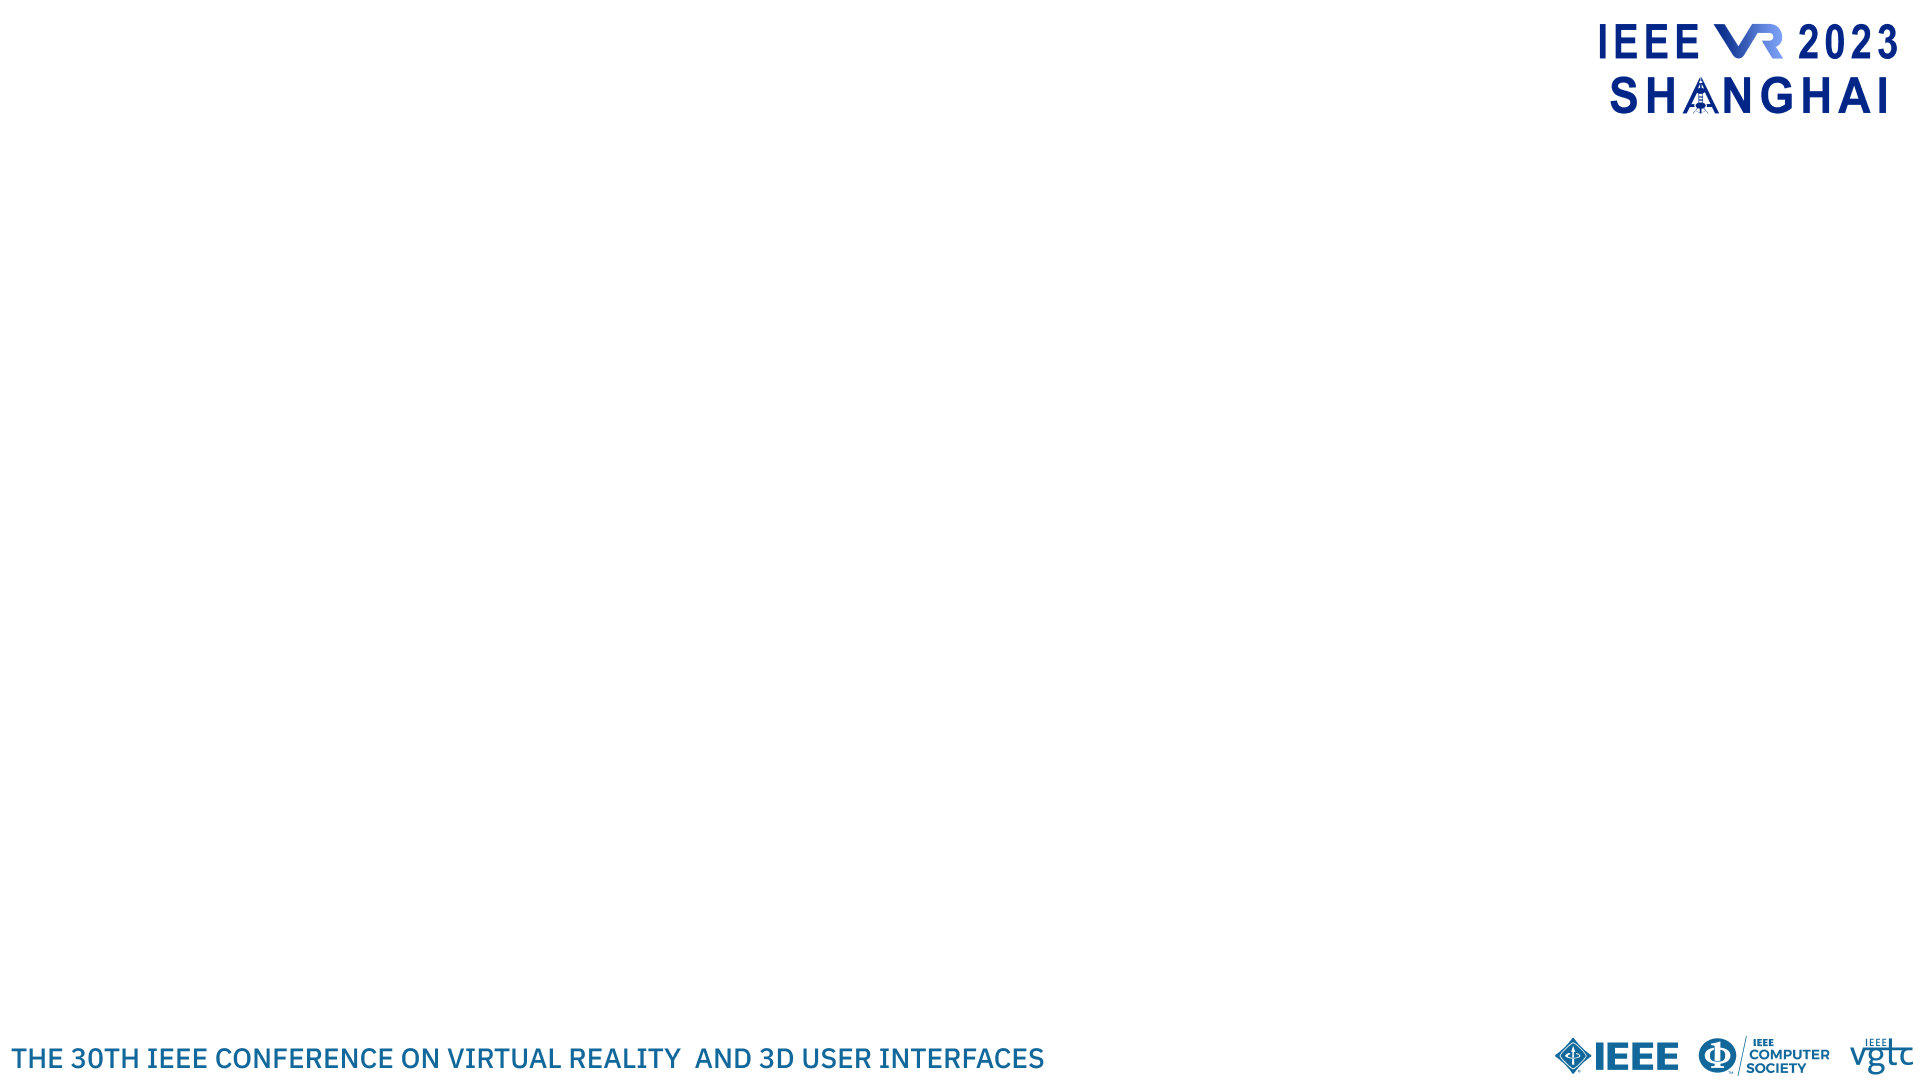 IEEE VR 2023
SHANGHAI
THE 30TH IEEE CONFERENCE ON VIRTUAL REALITY  AND 3D USER INTERFACES
IEEE
IEEE
COMPUTER
SOCIETY
IEEE
vgtc